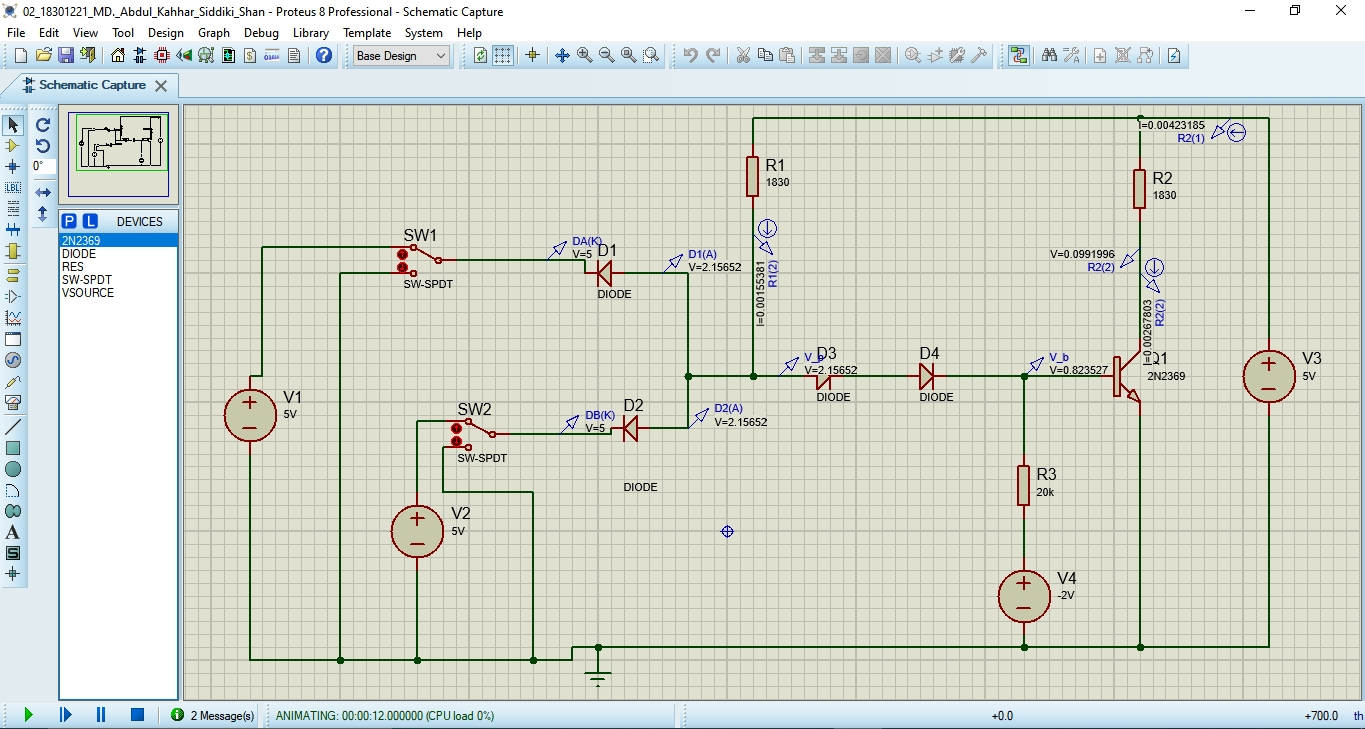 02_18301221_MD._Abdul_Kahhar_Siddiki_Shan - Proteus 8 Professional - Schematic Capture
File Edit View Tool Design Graph Debug Library Template System Help
Base Design
Schematic Capture
0°
LBL
A
S
P L DEVICES
2N2369
DIODE
RES
SW-SPDT
VSOURCE
I=0.00423185
R2(1)
R1
1830
R2
1830
SW1
SW-SPDT
DA(K)
V=5
D1
DIODE
D1(A)
V=2.15652
I=0.00155381
R1(2)
V=0.0991996
R2(2)
I=0.00267803
R2(2)
V1
5V
D3
V=2.15652
DIODE
D4
DIODE
V_b
V=0.823527
Q1
2N2369
V3
5V
SW2
SW-SPDT
DB(K)
V=5
D2
DIODE
D2(A)
V=2.15652
V2
5V
R3
20k
V4
-2V
2 Message(s)
ANIMATING: 00:00:12.000000 (CPU load 0%)
+0.0
+700.0
th